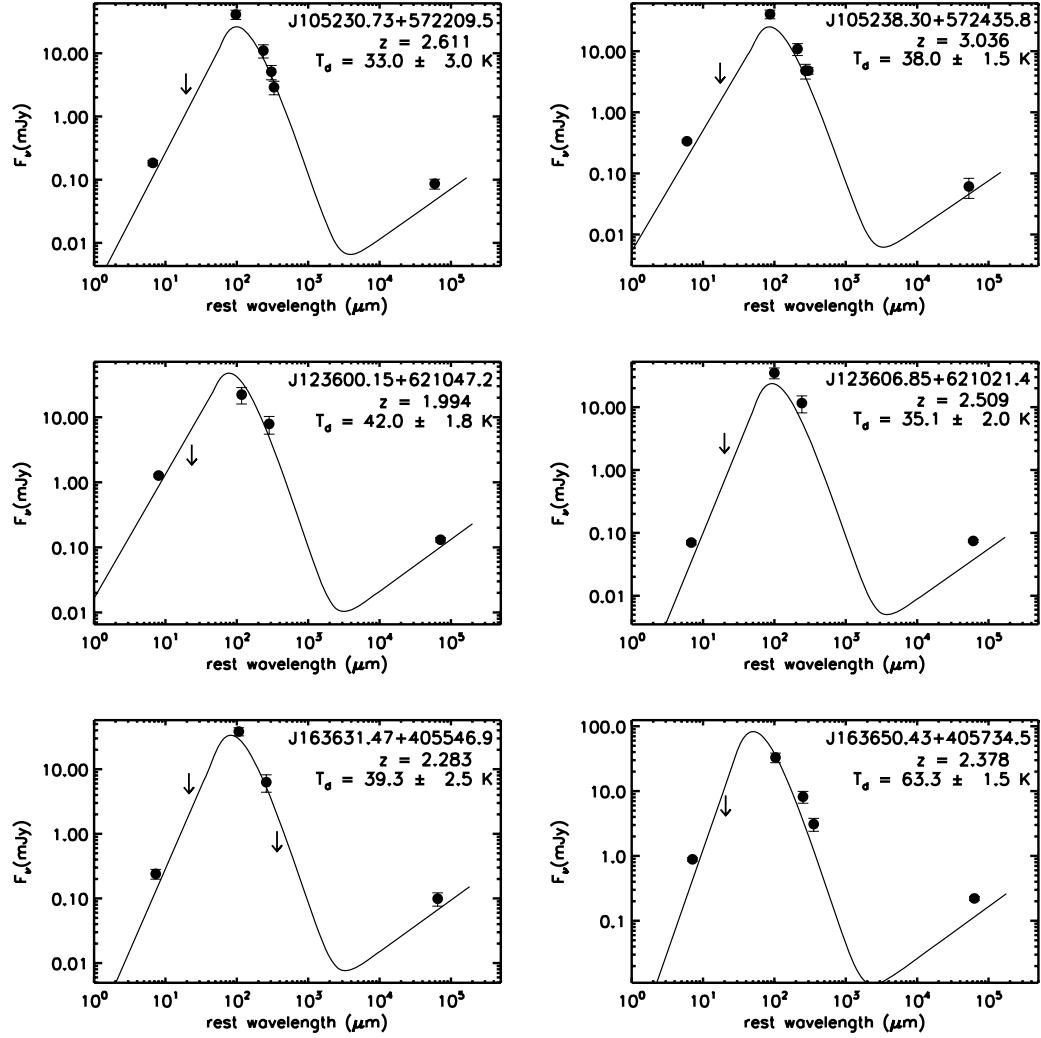 J105230.73+572209.5
z = 2.611
T_d = 33.0 ± 3.0 K
F_ν(mJy)
10.00
1.00
0.10
0.01
10^0 10^1 10^2 10^3 10^4 10^5
rest wavelength (μm)
J105238.30+572435.8
z = 3.036
T_d = 38.0 ± 1.5 K
F_ν(mJy)
10.00
1.00
0.10
0.01
10^0 10^1 10^2 10^3 10^4 10^5
rest wavelength (μm)
J123600.15+621047.2
z = 1.994
T_d = 42.0 ± 1.8 K
F_ν(mJy)
10.00
1.00
0.10
0.01
10^0 10^1 10^2 10^3 10^4 10^5
rest wavelength (μm)
J123606.85+621021.4
z = 2.509
T_d = 35.1 ± 2.0 K
F_ν(mJy)
10.00
1.00
0.10
0.01
10^0 10^1 10^2 10^3 10^4 10^5
rest wavelength (μm)
J163631.47+405546.9
z = 2.283
T_d = 39.3 ± 2.5 K
F_ν(mJy)
10.00
1.00
0.10
0.01
10^0 10^1 10^2 10^3 10^4 10^5
rest wavelength (μm)
J163650.43+405734.5
z = 2.378
T_d = 63.3 ± 1.5 K
F_ν(mJy)
100.0
10.0
1.0
0.1
10^0 10^1 10^2 10^3 10^4 10^5
rest wavelength (μm)